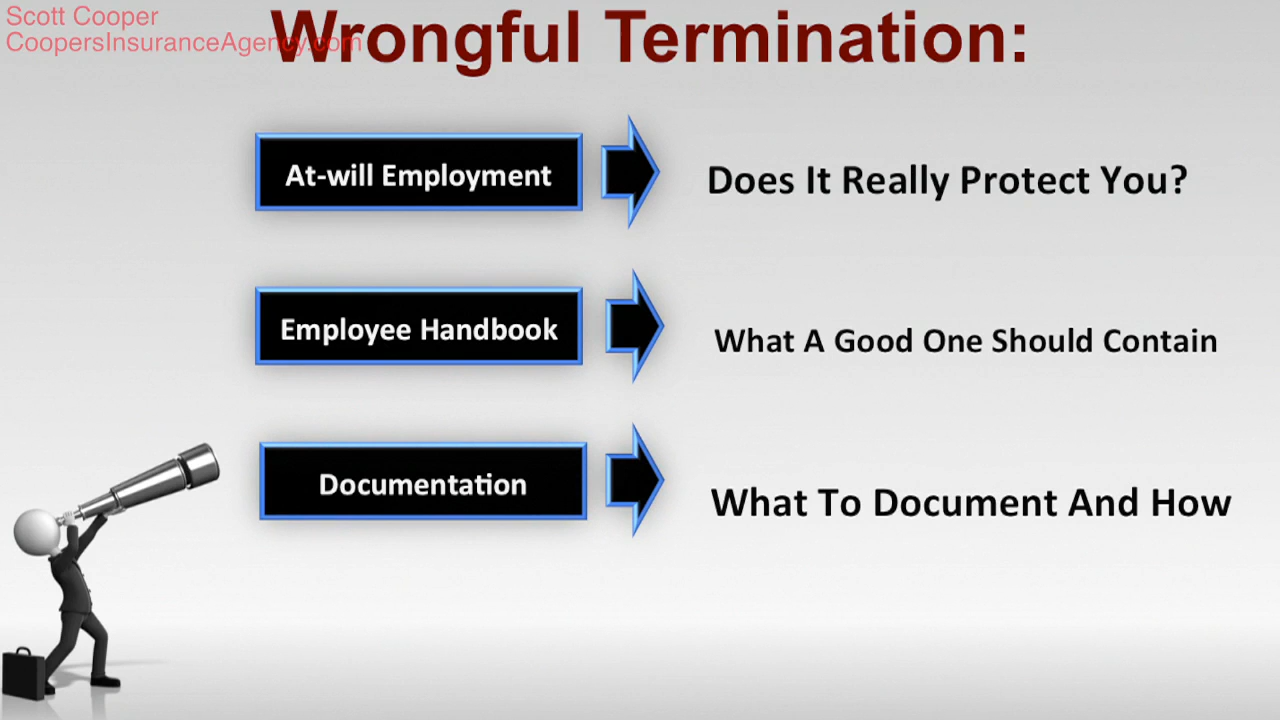 Scott Cooper
CoopersInsuranceAgency.com
Wrongful Termination:
At-will Employment
Does It Really Protect You?
Employee Handbook
What A Good One Should Contain
Documentation
What To Document And How